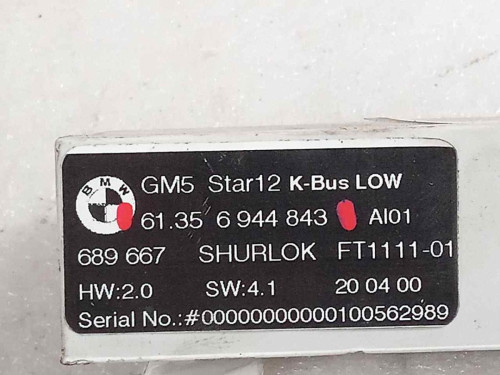 BMW
GM5 Star12 K-Bus LOW
61.35 6 944 843 AI01
689 667 SHURLOK FT1111-01
HW:2.0 SW:4.1 20 04 00
Serial No.:#00000000000100562989